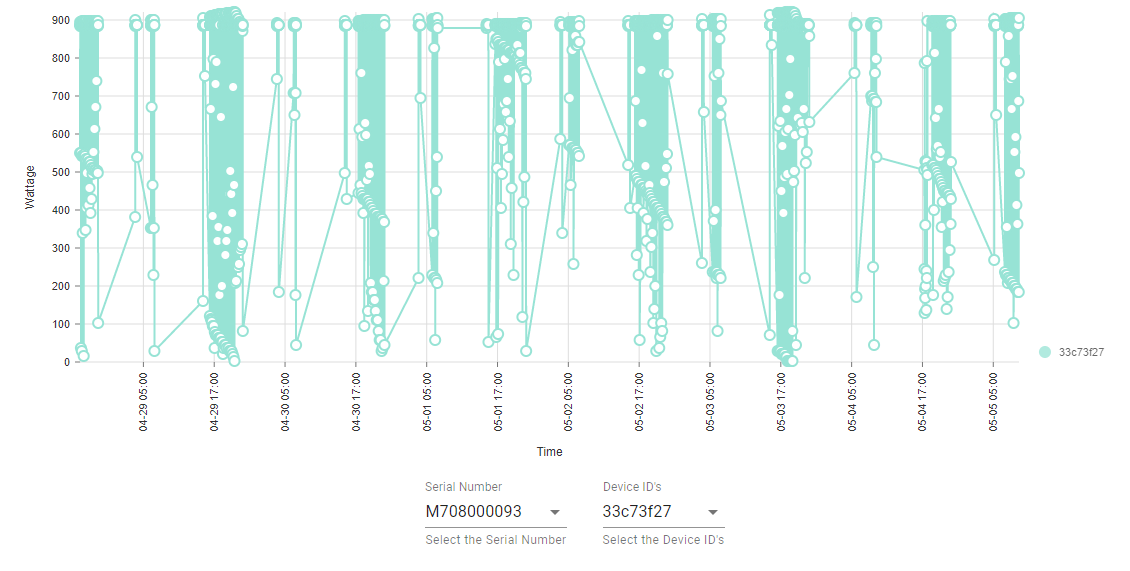 900
800
700
600
500
400
300
200
100
0
Wattage
04-29 05:00
04-29 17:00
04-30 05:00
04-30 17:00
05-01 05:00
05-01 17:00
05-02 05:00
05-02 17:00
05-03 05:00
05-03 17:00
05-04 05:00
05-04 17:00
05-05 05:00
Time
33c73f27
Serial Number
Device ID's
M708000093
33c73f27
Select the Serial Number
Select the Device ID's